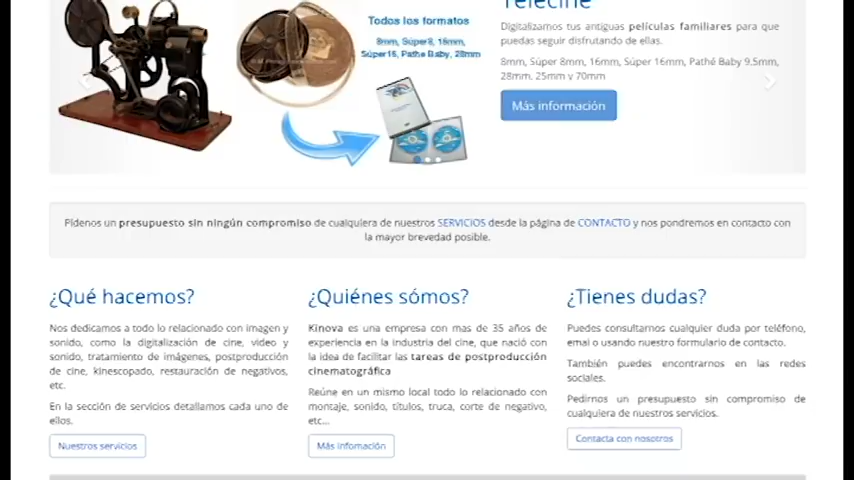 Telecine
Todos los formatos
8mm, Súper8, 16mm,
Súper16, Pathe Baby, 28mm
Digitalizamos tus antiguas películas familiares para que
puedas seguir disfrutando de ellas.
8mm, Súper 8mm, 16mm, Súper 16mm, Pathé Baby 9,5mm,
28mm, 25mm y 70mm
Más información
Pídenos un presupuesto sin ningún compromiso de cualquiera de nuestros SERVICIOS desde la página de CONTACTO y nos pondremos en contacto con
la mayor brevedad posible.
¿Qué hacemos?
Nos dedicamos a todo lo relacionado con imagen y
sonido, como la digitalización de cine, video y
sonido, tratamiento de imágenes, postproducción
de cine, kinescopado, restauración de negativos,
etc.
En la sección de servicios detallamos cada uno de
ellos.
Nuestros servicios
¿Quiénes sómos?
Kinova es una empresa con mas de 35 años de
experiencia en la industria del cine, que nació con
la idea de facilitar las tareas de postproducción
cinematográfica
Reúne en un mismo local todo lo relacionado con
montaje, sonido, títulos, truca, corte de negativo,
etc...
Más infomación
¿Tienes dudas?
Puedes consultarnos cualquier duda por teléfono,
email o usando nuestro formulario de contacto.
También puedes encontrarnos en las redes
sociales.
Pedirnos un presupuesto sin compromiso de
cualquiera de nuestros servicios.
Contacta con nosotros